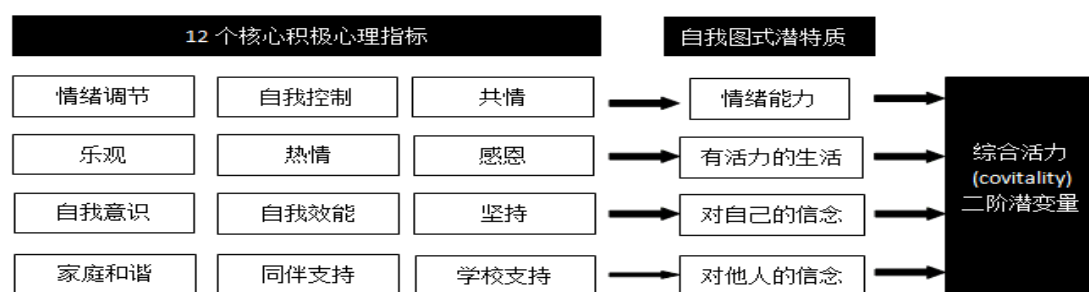 12 个核心积极心理指标
自我图式潜特质
情绪调节
自我控制
共情
情绪能力
乐观
热情
感恩
有活力的生活
自我意识
自我效能
坚持
对自己的信念
家庭和谐
同伴支持
学校支持
对他人的信念
综合活力
(covitality)
二阶潜变量